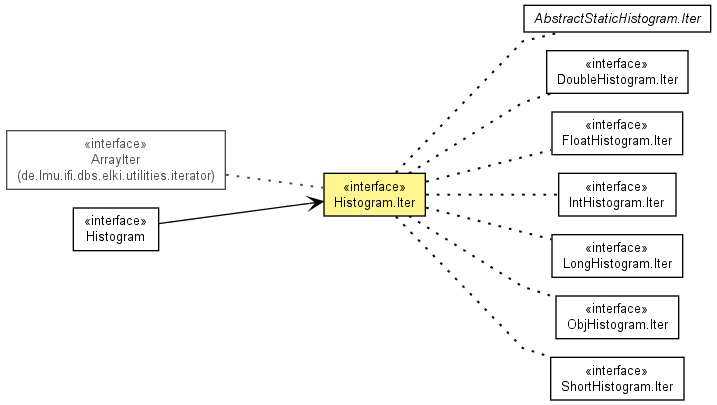 AbstractStaticHistogram.Iter
«interface»
DoubleHistogram.Iter
«interface»
FloatHistogram.Iter
«interface»
ArrayIter
(de.lmu.ifi.dbs.elki.utilities.iterator)
«interface»
Histogram.Iter
«interface»
IntHistogram.Iter
«interface»
Histogram
«interface»
LongHistogram.Iter
«interface»
ObjHistogram.Iter
«interface»
ShortHistogram.Iter